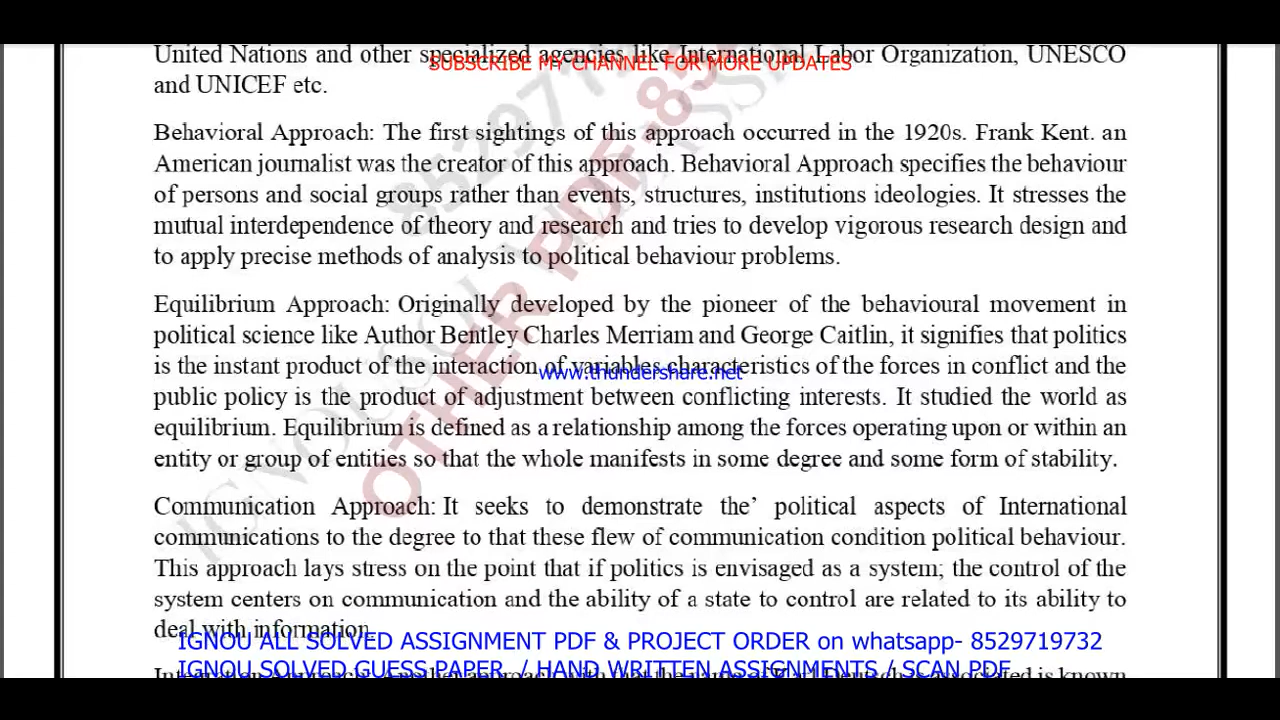 United Nations and other specialized agencies like International Labor Organization, UNESCO
SUBSCRIBE MY CHANNEL FOR MORE UPDATES
and UNICEF etc.
Behavioral Approach: The first sightings of this approach occurred in the 1920s. Frank Kent. an
American journalist was the creator of this approach. Behavioral Approach specifies the behaviour
of persons and social groups rather than events, structures, institutions ideologies. It stresses the
mutual interdependence of theory and research and tries to develop vigorous research design and
to apply precise methods of analysis to political behaviour problems.
Equilibrium Approach: Originally developed by the pioneer of the behavioural movement in
political science like Author Bentley Charles Merriam and George Caitlin, it signifies that politics
is the instant product of the interaction of variables characteristics of the forces in conflict and the
www.thundershare.net
public policy is the product of adjustment between conflicting interests. It studied the world as
equilibrium. Equilibrium is defined as a relationship among the forces operating upon or within an
entity or group of entities so that the whole manifests in some degree and some form of stability.
Communication Approach: It seeks to demonstrate the’ political aspects of International
communications to the degree to that these flew of communication condition political behaviour.
This approach lays stress on the point that if politics is envisaged as a system; the control of the
system centers on communication and the ability of a state to control are related to its ability to
deal with information.
IGNOU ALL SOLVED ASSIGNMENT PDF & PROJECT ORDER on whatsapp- 8529719732
IGNOU SOLVED GUESS PAPER / HAND WRITTEN ASSIGNMENTS / SCAN PDF
OTHER PDF-